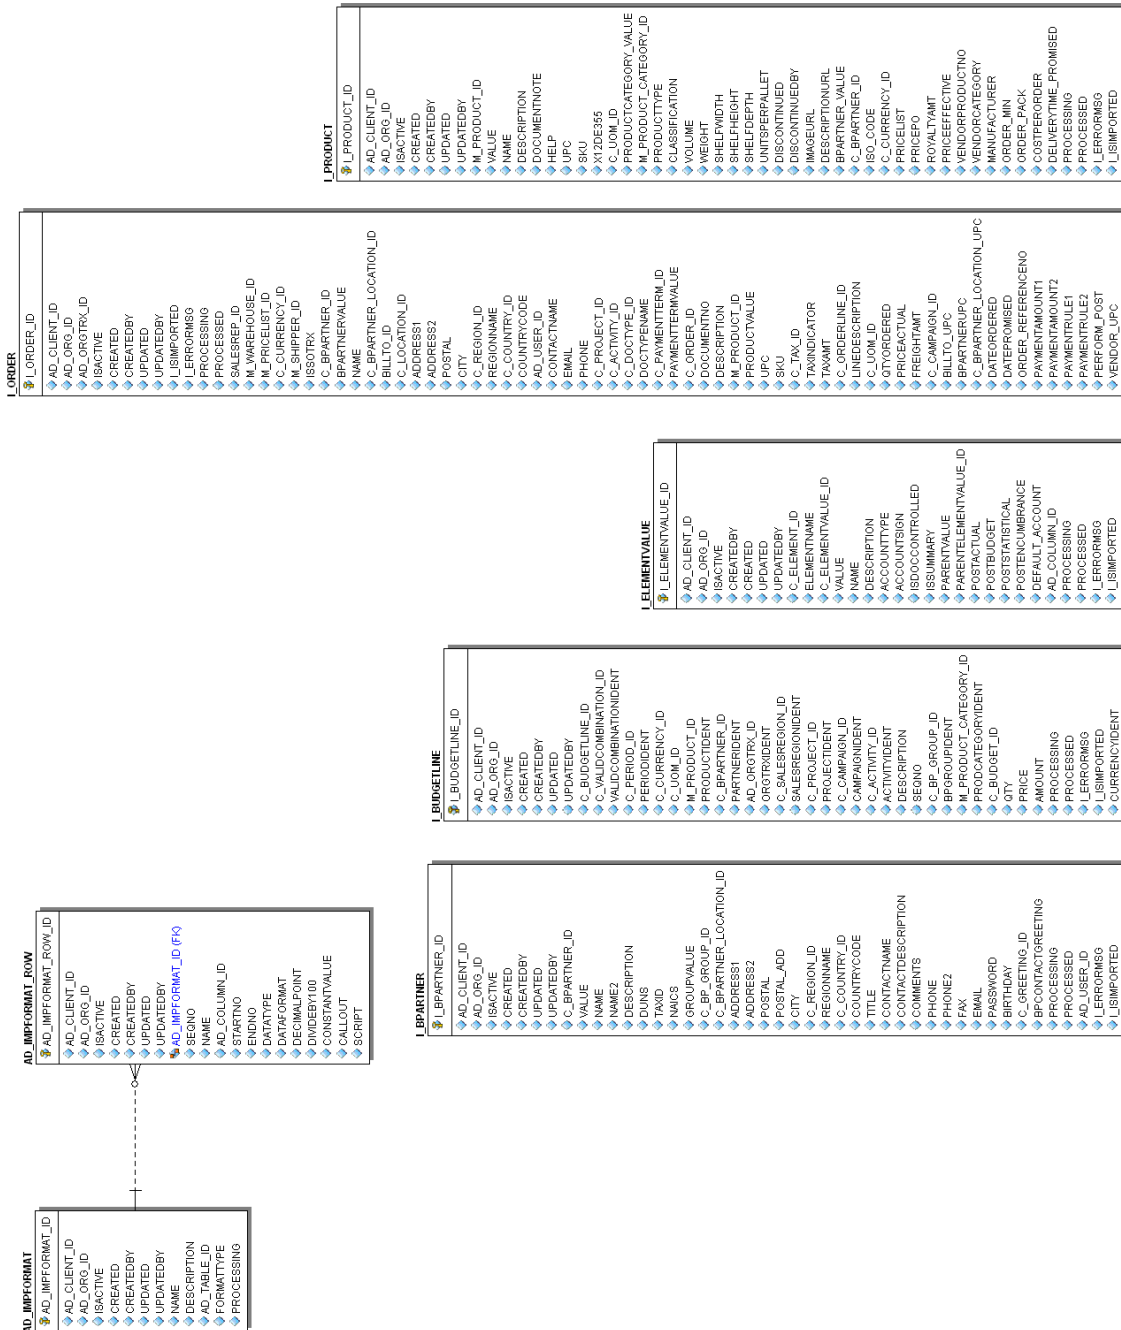 AD_IMPFORMAT
AD_IMPFORMAT_ID
AD_CLIENT_ID
AD_ORG_ID
ISACTIVE
CREATED
CREATEDBY
UPDATED
UPDATEDBY
NAME
DESCRIPTION
AD_TABLE_ID
FORMATTYPE
PROCESSING
AD_IMPFORMAT_ROW
AD_IMPFORMAT_ROW_ID
AD_CLIENT_ID
AD_ORG_ID
ISACTIVE
CREATED
CREATEDBY
UPDATED
UPDATEDBY
AD_IMPFORMAT_ID (FK)
SEQNO
NAME
AD_COLUMN_ID
STARTNO
ENDNO
DATATYPE
DATAFORMAT
DECIMALPOINT
DIVIDEBY100
CONSTANTVALUE
CALLOUT
SCRIPT
I_BPARTNER
I_BPARTNER_ID
AD_CLIENT_ID
AD_ORG_ID
ISACTIVE
CREATED
CREATEDBY
UPDATED
UPDATEDBY
C_BPARTNER_ID
VALUE
NAME
NAME2
DESCRIPTION
DUNS
TAXID
NAICS
GROUPVALUE
C_BP_GROUP_ID
C_BPARTNER_LOCATION_ID
ADDRESS1
ADDRESS2
POSTAL
POSTAL_ADD
CITY
C_REGION_ID
REGIONNAME
C_COUNTRY_ID
COUNTRYCODE
TITLE
CONTACTNAME
CONTACTDESCRIPTION
COMMENTS
PHONE
PHONE2
FAX
EMAIL
PASSWORD
BIRTHDAY
C_GREETING_ID
BPCONTACTGREETING
PROCESSING
PROCESSED
AD_USER_ID
I_ERRORMSG
I_ISIMPORTED
I_BUDGETLINE
I_BUDGETLINE_ID
AD_CLIENT_ID
AD_ORG_ID
ISACTIVE
CREATED
CREATEDBY
UPDATED
UPDATEDBY
C_BUDGETLINE_ID
C_VALIDCOMBINATION_ID
VALIDCOMBINATIONIDENT
C_PERIOD_ID
PERIODIDENT
C_CURRENCY_ID
C_UOM_ID
M_PRODUCT_ID
PRODUCTIDENT
C_BPARTNER_ID
PARTNERIDENT
AD_ORGTRX_ID
ORGTRXIDENT
C_SALESREGION_ID
SALESREGIONIDENT
C_PROJECT_ID
PROJECTIDENT
C_CAMPAIGN_ID
CAMPAIGNIDENT
C_ACTIVITY_ID
ACTIVITYIDENT
DESCRIPTION
SEQNO
C_BP_GROUP_ID
BPGROUPIDENT
M_PRODUCT_CATEGORY_ID
PRODCATEGORYIDENT
C_BUDGET_ID
QTY
PRICE
AMOUNT
PROCESSING
PROCESSED
I_ERRORMSG
I_ISIMPORTED
CURRENCYIDENT
I_ELEMENTVALUE
I_ELEMENTVALUE_ID
AD_CLIENT_ID
AD_ORG_ID
ISACTIVE
CREATEDBY
CREATED
UPDATED
UPDATEDBY
C_ELEMENT_ID
ELEMENTNAME
C_ELEMENTVALUE_ID
VALUE
NAME
DESCRIPTION
ACCOUNTTYPE
ACCOUNTSIGN
ISDOCCONTROLLED
ISSUMMARY
PARENTVALUE
PARENTELEMENTVALUE_ID
POSTACTUAL
POSTBUDGET
POSTSTATISTICAL
POSTENCUMBRANCE
DEFAULT_ACCOUNT
AD_COLUMN_ID
PROCESSING
PROCESSED
I_ERRORMSG
I_ISIMPORTED
I_ORDER
I_ORDER_ID
AD_CLIENT_ID
AD_ORG_ID
AD_ORGTRX_ID
ISACTIVE
CREATED
CREATEDBY
UPDATED
UPDATEDBY
I_ISIMPORTED
I_ERRORMSG
PROCESSING
PROCESSED
SALESREP_ID
M_WAREHOUSE_ID
M_PRICELIST_ID
C_CURRENCY_ID
M_SHIPPER_ID
ISSOTRX
C_BPARTNER_ID
BPARTNERVALUE
NAME
C_BPARTNER_LOCATION_ID
BILLTO_ID
C_LOCATION_ID
ADDRESS1
ADDRESS2
POSTAL
CITY
C_REGION_ID
REGIONNAME
C_COUNTRY_ID
COUNTRYCODE
AD_USER_ID
CONTACTNAME
EMAIL
PHONE
C_PROJECT_ID
C_ACTIVITY_ID
C_DOCTYPE_ID
DOCTYPENAME
C_PAYMENTTERM_ID
PAYMENTTERMVALUE
C_ORDER_ID
DOCUMENTNO
DESCRIPTION
M_PRODUCT_ID
PRODUCTVALUE
UPC
SKU
C_TAX_ID
TAXINDICATOR
TAXAMT
C_ORDERLINE_ID
LINEDESCRIPTION
C_UOM_ID
QTYORDERED
PRICEACTUAL
FREIGHTAMT
C_CAMPAIGN_ID
BILLTO_UPC
BPARTNERUPC
C_BPARTNER_LOCATION_UPC
DATEORDERED
DATEPROMISED
ORDER_REFERENCENO
PAYMENTAMOUNT1
PAYMENTAMOUNT2
PAYMENTRULE1
PAYMENTRULE2
PERFORM_POST
VENDOR_UPC
I_PRODUCT
I_PRODUCT_ID
AD_CLIENT_ID
AD_ORG_ID
ISACTIVE
CREATED
CREATEDBY
UPDATED
UPDATEDBY
M_PRODUCT_ID
VALUE
NAME
DESCRIPTION
DOCUMENTNOTE
HELP
UPC
SKU
X12DE355
C_UOM_ID
PRODUCTCATEGORY_VALUE
M_PRODUCT_CATEGORY_ID
PRODUCTTYPE
CLASSIFICATION
VOLUME
WEIGHT
SHELFWIDTH
SHELFHEIGHT
SHELFDEPTH
UNITSPERPALLET
DISCONTINUED
DISCONTINUEDBY
IMAGEURL
DESCRIPTIONURL
BPARTNER_VALUE
C_BPARTNER_ID
ISO_CODE
C_CURRENCY_ID
PRICELIST
PRICEPO
ROYALTYAMT
PRICEEFFECTIVE
VENDORPRODUCTNO
VENDORCATEGORY
MANUFACTURER
ORDER_MIN
ORDER_PACK
COSTPERORDER
DELIVERYTIME_PROMISED
PROCESSING
PROCESSED
I_ERRORMSG
I_ISIMPORTED